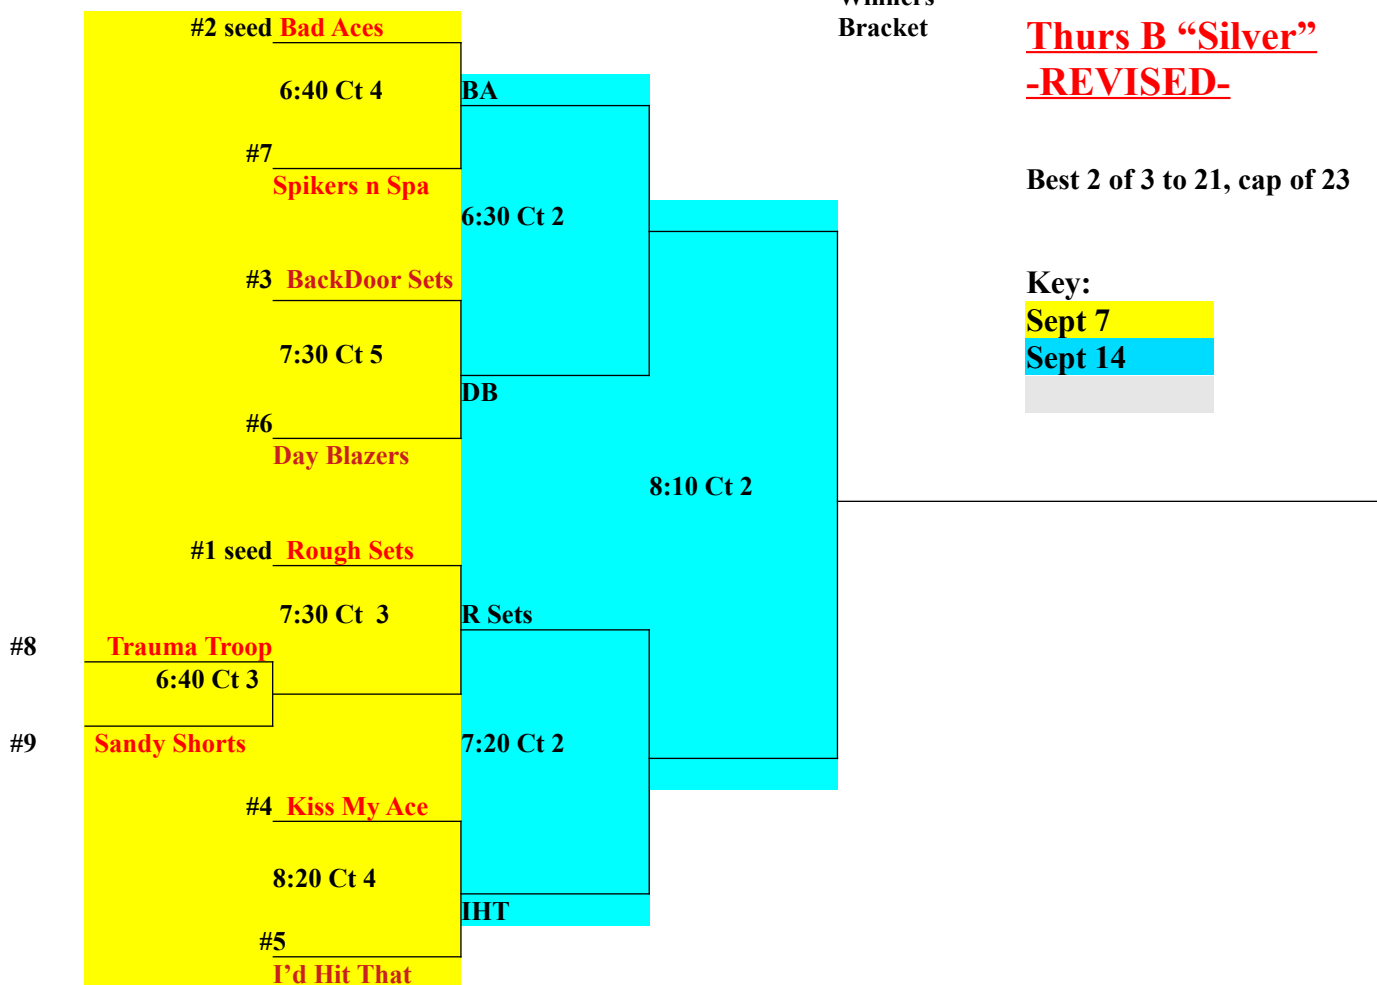 Winners
Bracket
Thurs B “Silver”
-REVISED-
Best 2 of 3 to 21, cap of 23
Key:
Sept 7
Sept 14
#2 seed Bad Aces
6:40 Ct 4
BA
#7
Spikers n Spa
6:30 Ct 2
#3 BackDoor Sets
7:30 Ct 5
DB
#6
Day Blazers
8:10 Ct 2
#1 seed Rough Sets
7:30 Ct 3
R Sets
#8 Trauma Troop
6:40 Ct 3
#9 Sandy Shorts
7:20 Ct 2
#4 Kiss My Ace
8:20 Ct 4
IHT
#5
I’d Hit That